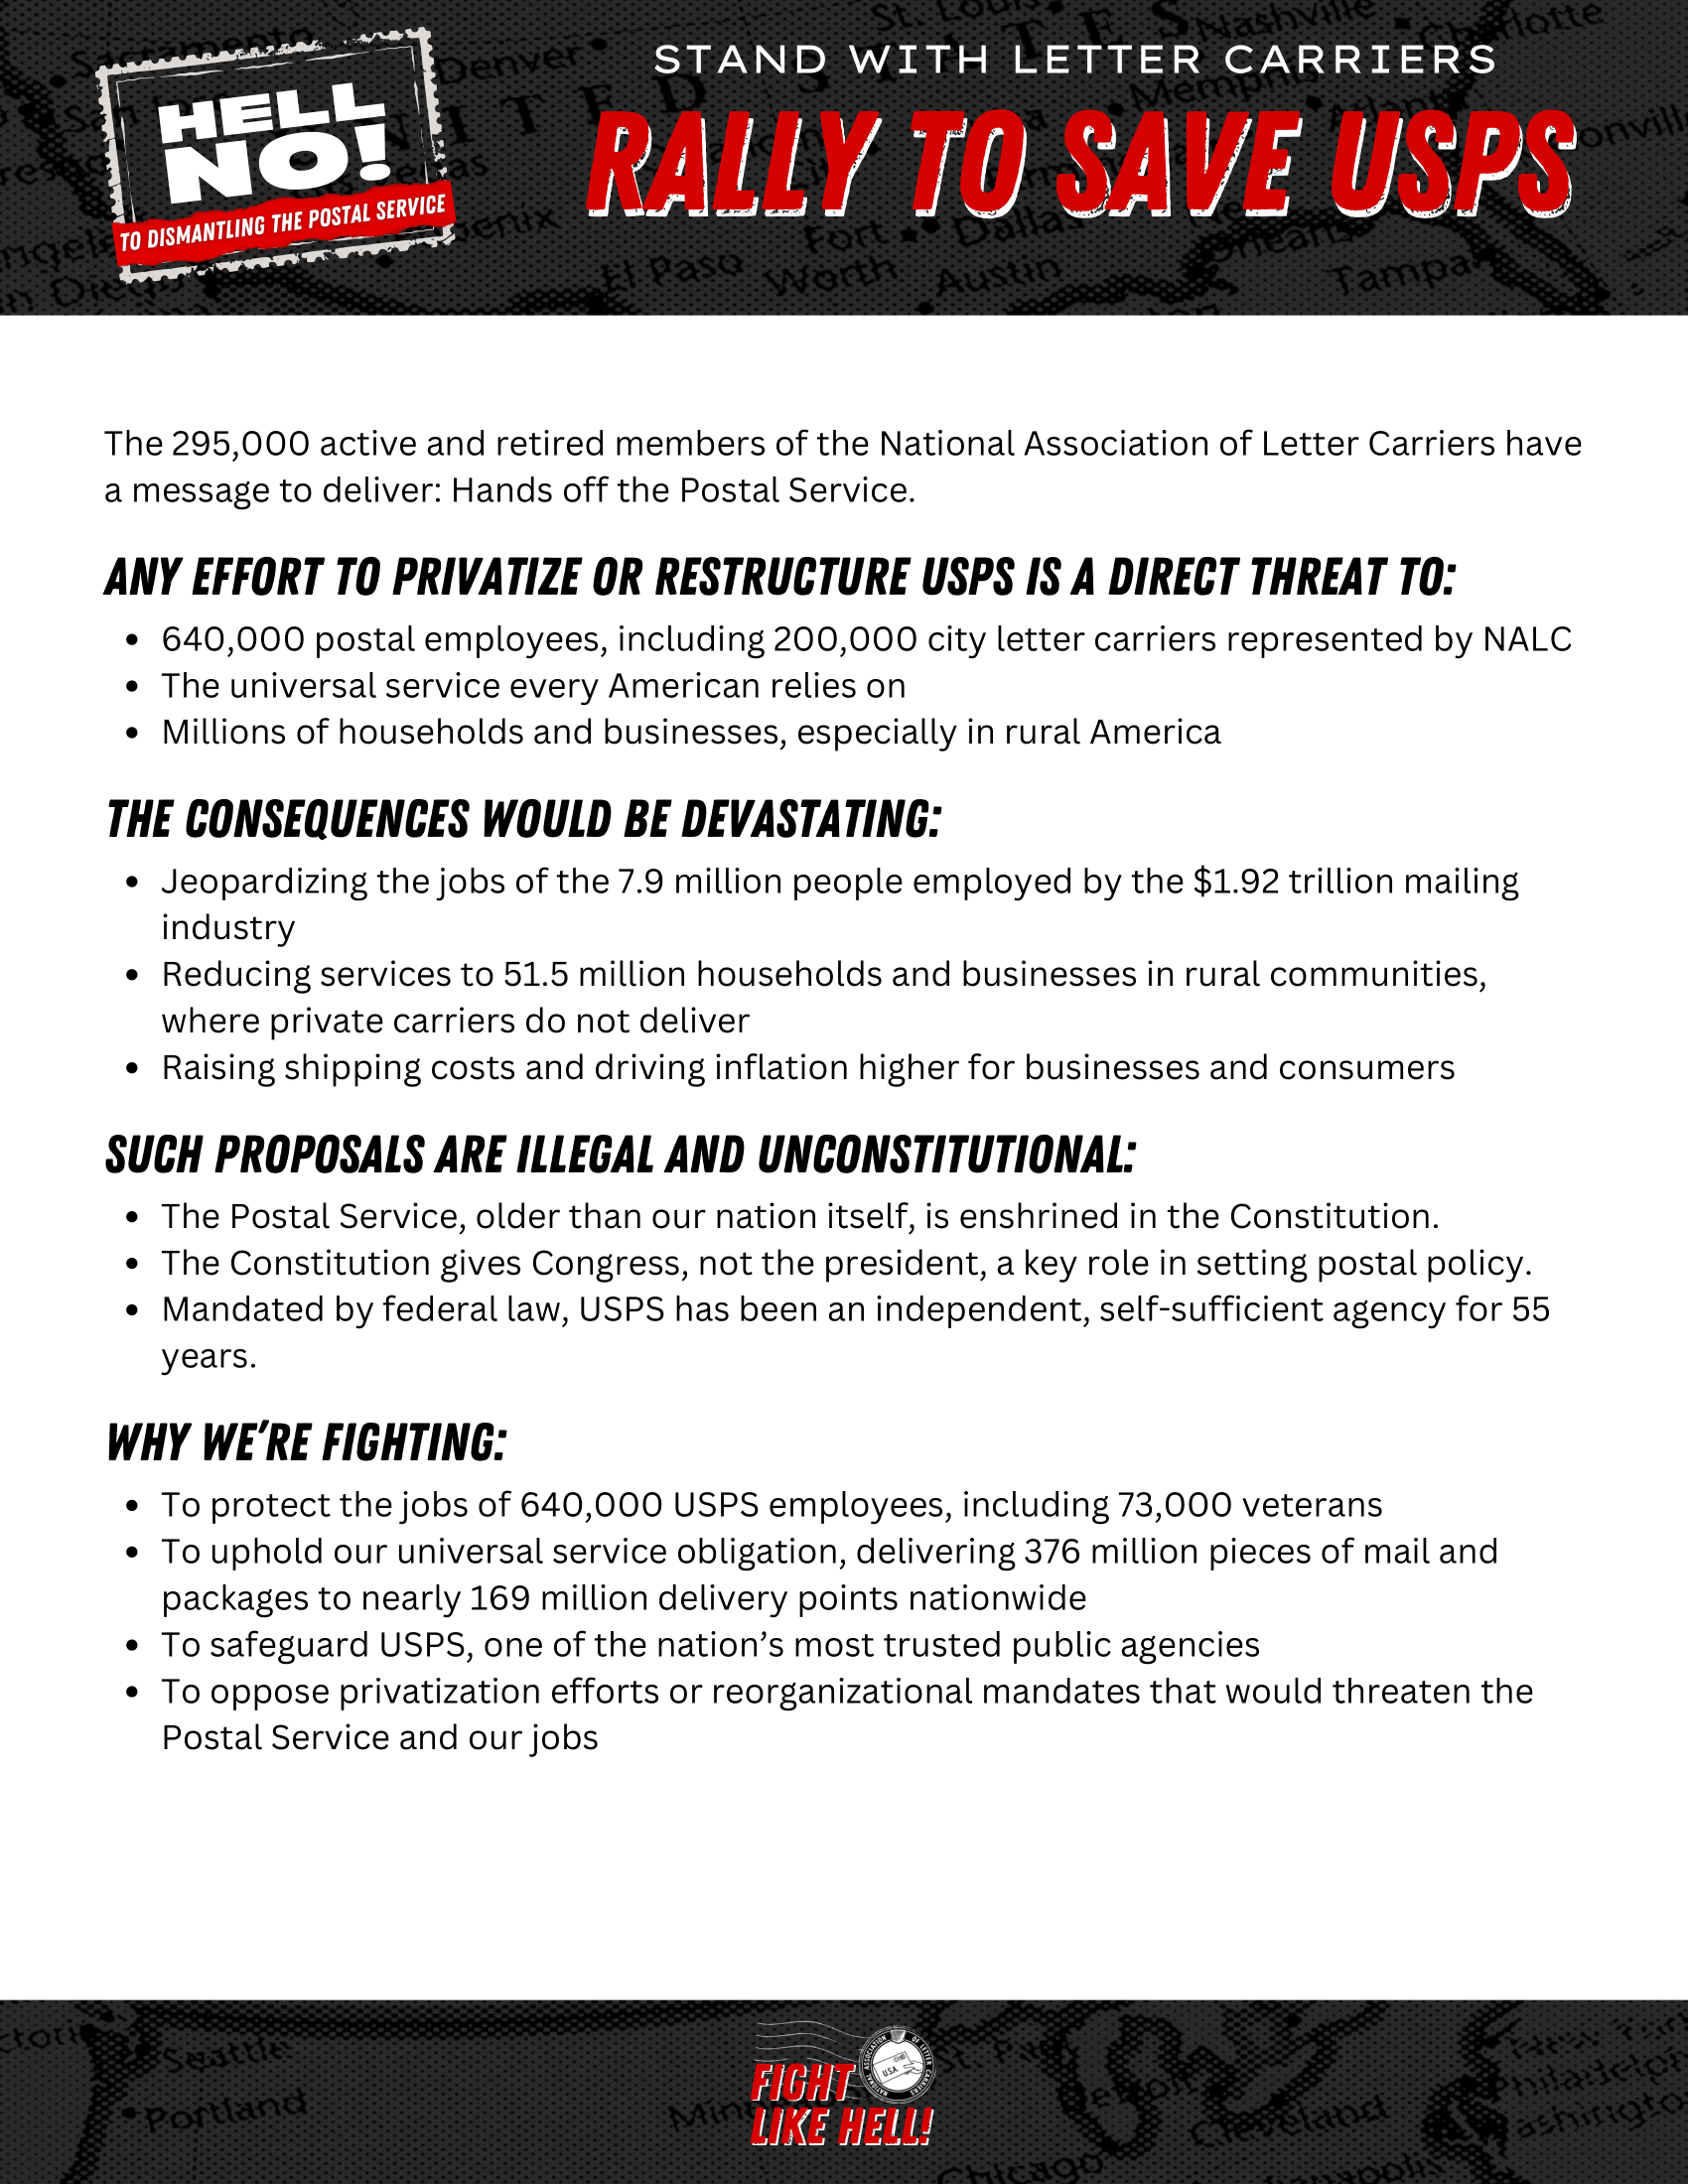 HELL
NO!
TO DISMANTLING THE POSTAL SERVICE
STAND WITH LETTER CARRIERS
RALLY TO SAVE USPS
The 295,000 active and retired members of the National Association of Letter Carriers have
a message to deliver: Hands off the Postal Service.
ANY EFFORT TO PRIVATIZE OR RESTRUCTURE USPS IS A DIRECT THREAT TO:
• 640,000 postal employees, including 200,000 city letter carriers represented by NALC
• The universal service every American relies on
• Millions of households and businesses, especially in rural America
THE CONSEQUENCES WOULD BE DEVASTATING:
• Jeopardizing the jobs of the 7.9 million people employed by the $1.92 trillion mailing
industry
• Reducing services to 51.5 million households and businesses in rural communities,
where private carriers do not deliver
• Raising shipping costs and driving inflation higher for businesses and consumers
SUCH PROPOSALS ARE ILLEGAL AND UNCONSTITUTIONAL:
• The Postal Service, older than our nation itself, is enshrined in the Constitution.
• The Constitution gives Congress, not the president, a key role in setting postal policy.
• Mandated by federal law, USPS has been an independent, self-sufficient agency for 55
years.
WHY WE'RE FIGHTING:
• To protect the jobs of 640,000 USPS employees, including 73,000 veterans
• To uphold our universal service obligation, delivering 376 million pieces of mail and
packages to nearly 169 million delivery points nationwide
• To safeguard USPS, one of the nation’s most trusted public agencies
• To oppose privatization efforts or reorganizational mandates that would threaten the
Postal Service and our jobs
Seattle
Portland
NATIONAL ASSOCIATION OF LETTER CARRIERS
U.S.A.
FIGHT
LIKE HELL!
Chicago